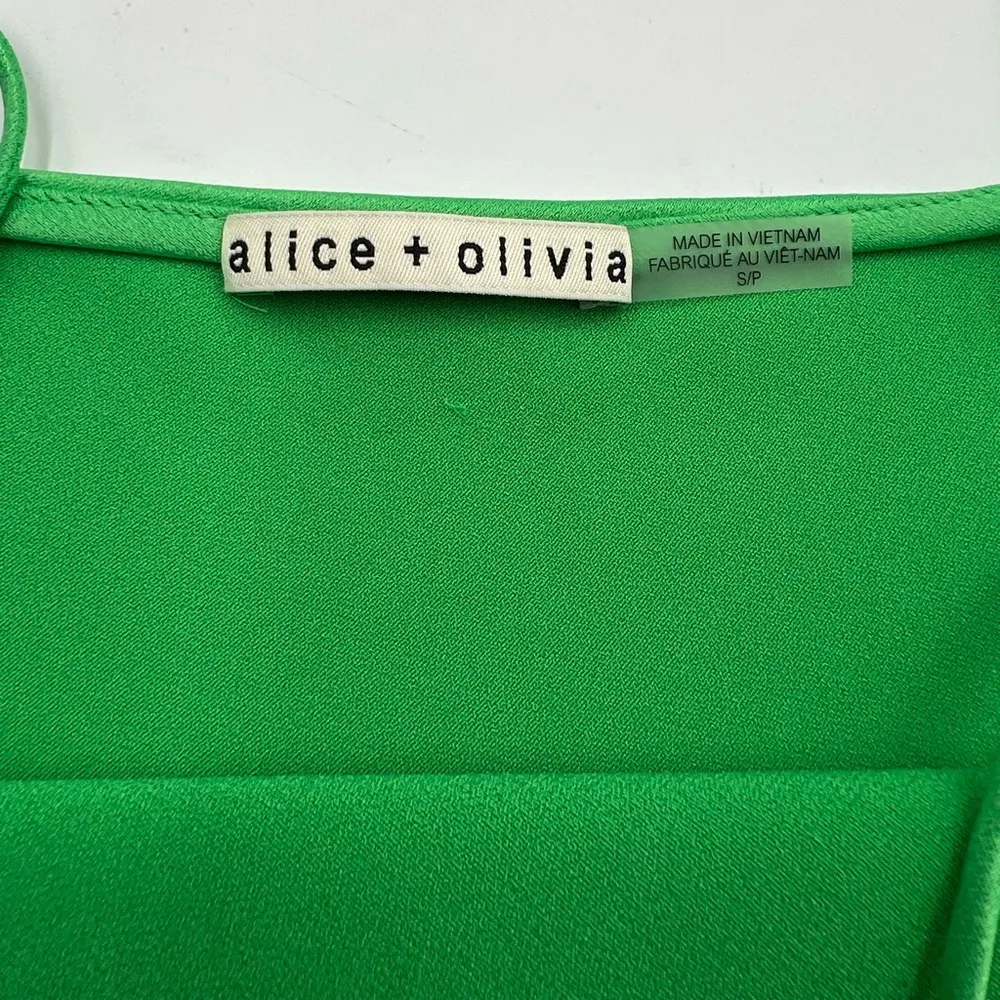 alice + olivia
MADE IN VIETNAM
FABRIQUÉ AU VIÊT-NAM
S/P